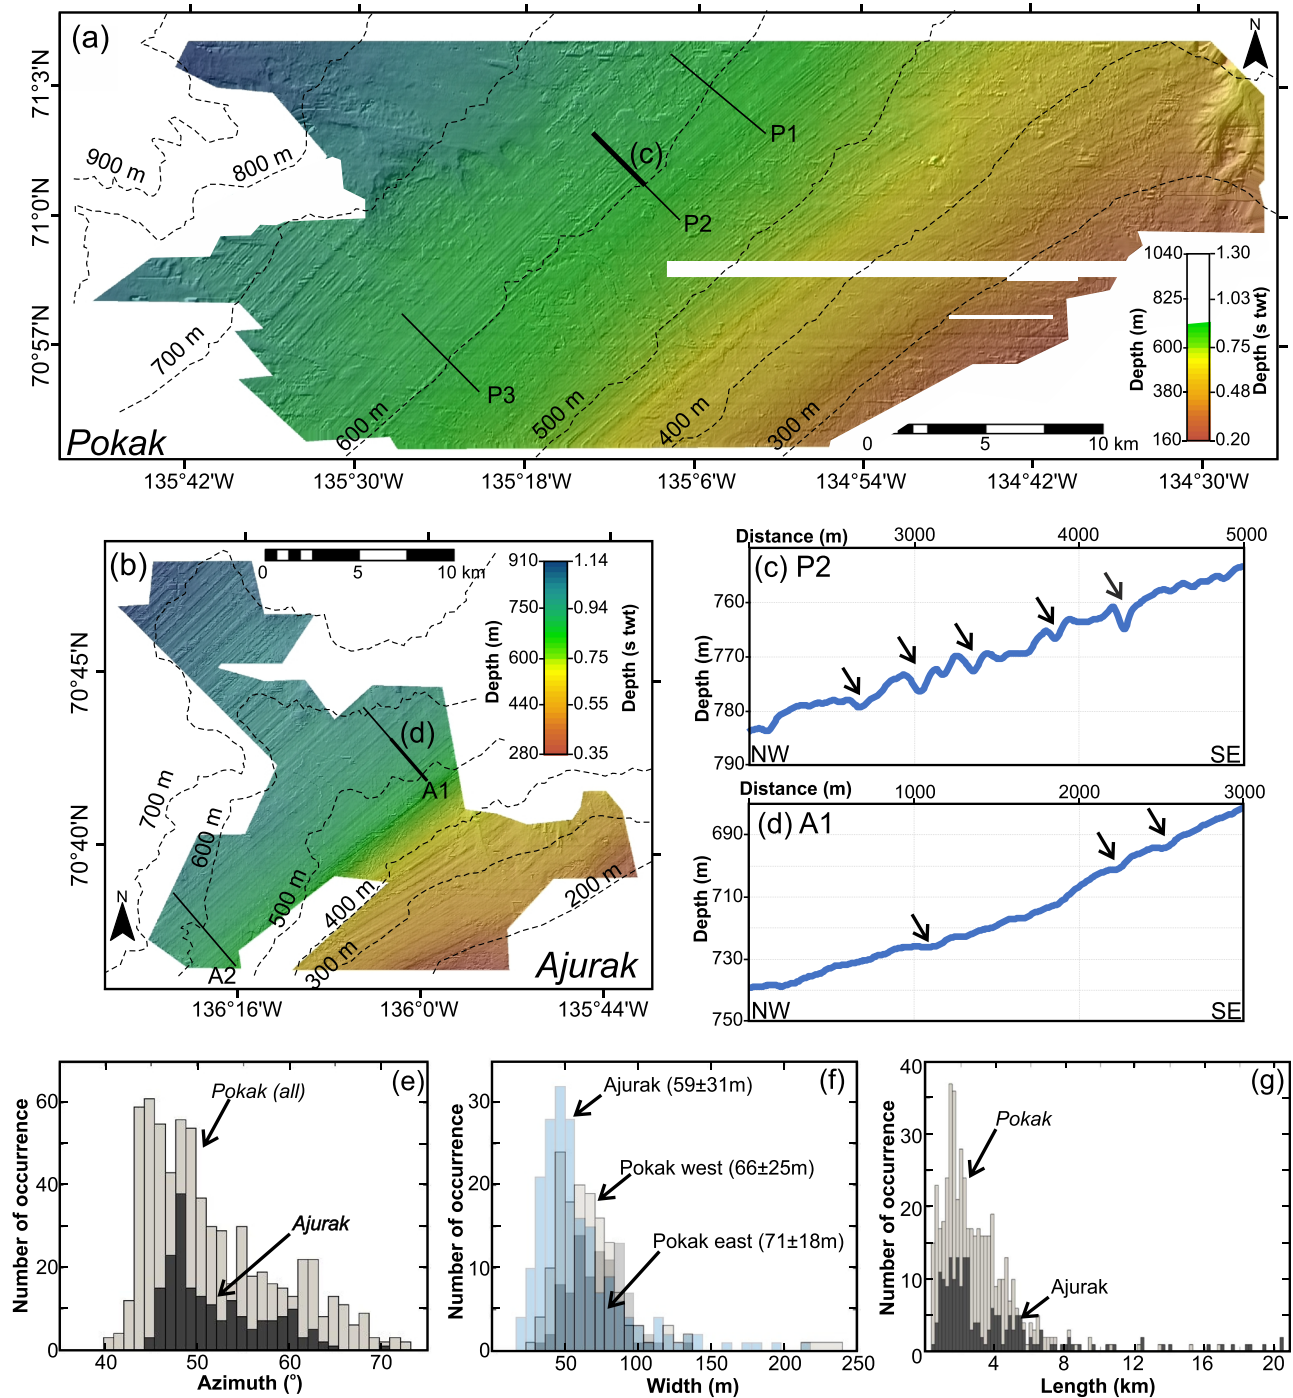 (a)
N
71°3'N
71°0'N
70°57'N
900 m
800 m
700 m
600 m
500 m
400 m
300 m
P1
(c)
P2
P3
Pokak
1040 1.30
825 1.03
600 0.75
380 0.48
160 0.20
Depth (m)
Depth (s twt)
0 5 10 km
135°42'W 135°30'W 135°18'W 135°6'W 134°54'W 134°42'W 134°30'W
(b)
0 5 10 km
910 1.14
750 0.94
600 0.75
440 0.55
280 0.35
Depth (m)
Depth (s twt)
70°45'N
70°40'N
700 m
600 m
500 m
400 m
300 m
200 m
(d)
A1
A2
N
Ajurak
136°16'W 136°0'W 135°44'W
Distance (m) 3000 4000 5000
(c) P2
760
770
780
790
Depth (m)
NW SE
Distance (m) 1000 2000 3000
(d) A1
690
710
730
750
Depth (m)
NW SE
(e)
Pokak (all)
Ajurak
60
40
20
0
Number of occurrence
40 50 60 70
Azimuth (°)
(f)
Ajurak (59±31m)
Pokak west (66±25m)
Pokak east (71±18m)
30
20
10
0
Number of occurrence
50 100 150 200 250
Width (m)
(g)
Pokak
Ajurak
40
30
20
10
0
Number of occurrence
4 8 12 16 20
Length (km)